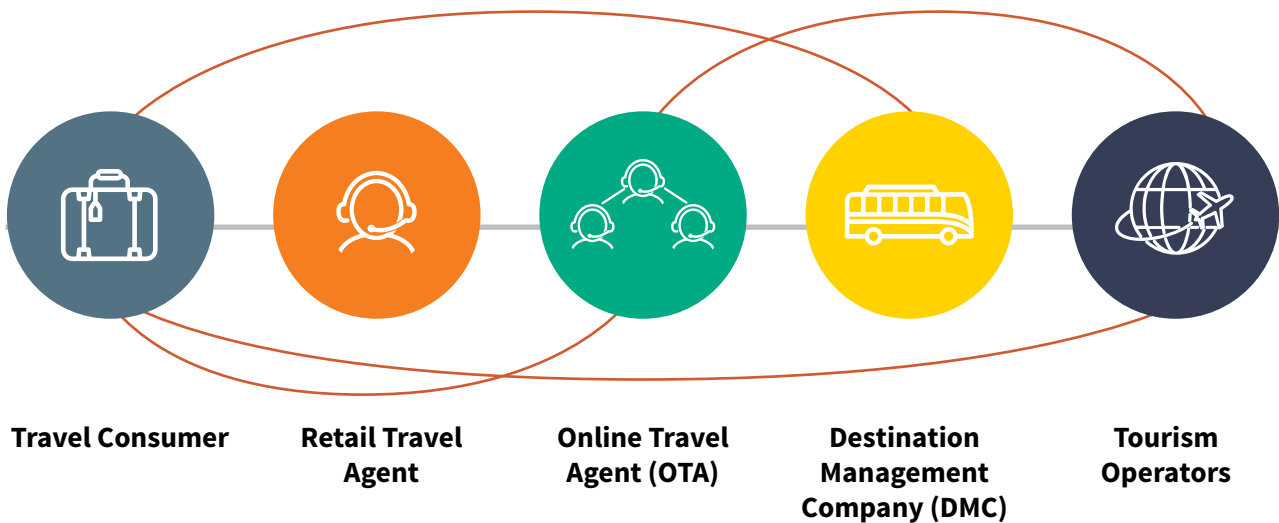 Travel Consumer
Retail Travel
Agent
Online Travel
Agent (OTA)
Destination
Management
Company (DMC)
Tourism
Operators